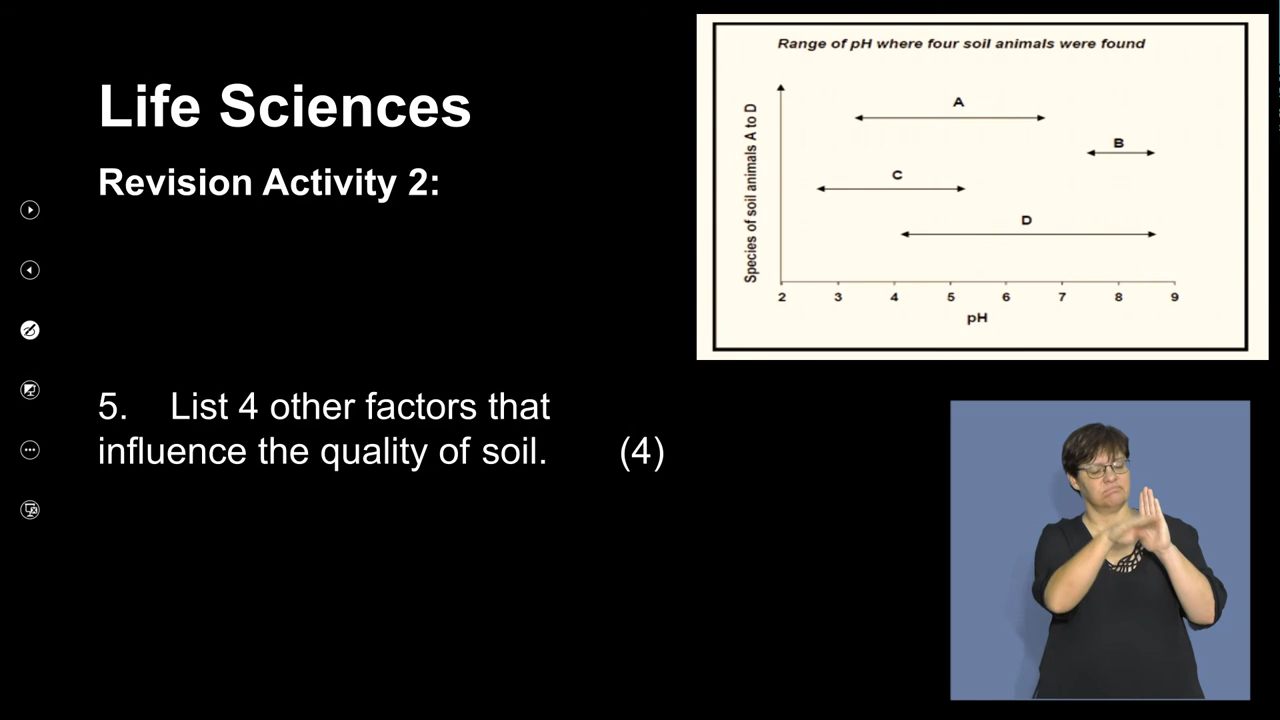 Life Sciences
Revision Activity 2:
5. List 4 other factors that
influence the quality of soil. (4)
Range of pH where four soil animals were found
Species of soil animals A to D
A
B
C
D
2 3 4 5 6 7 8 9
pH